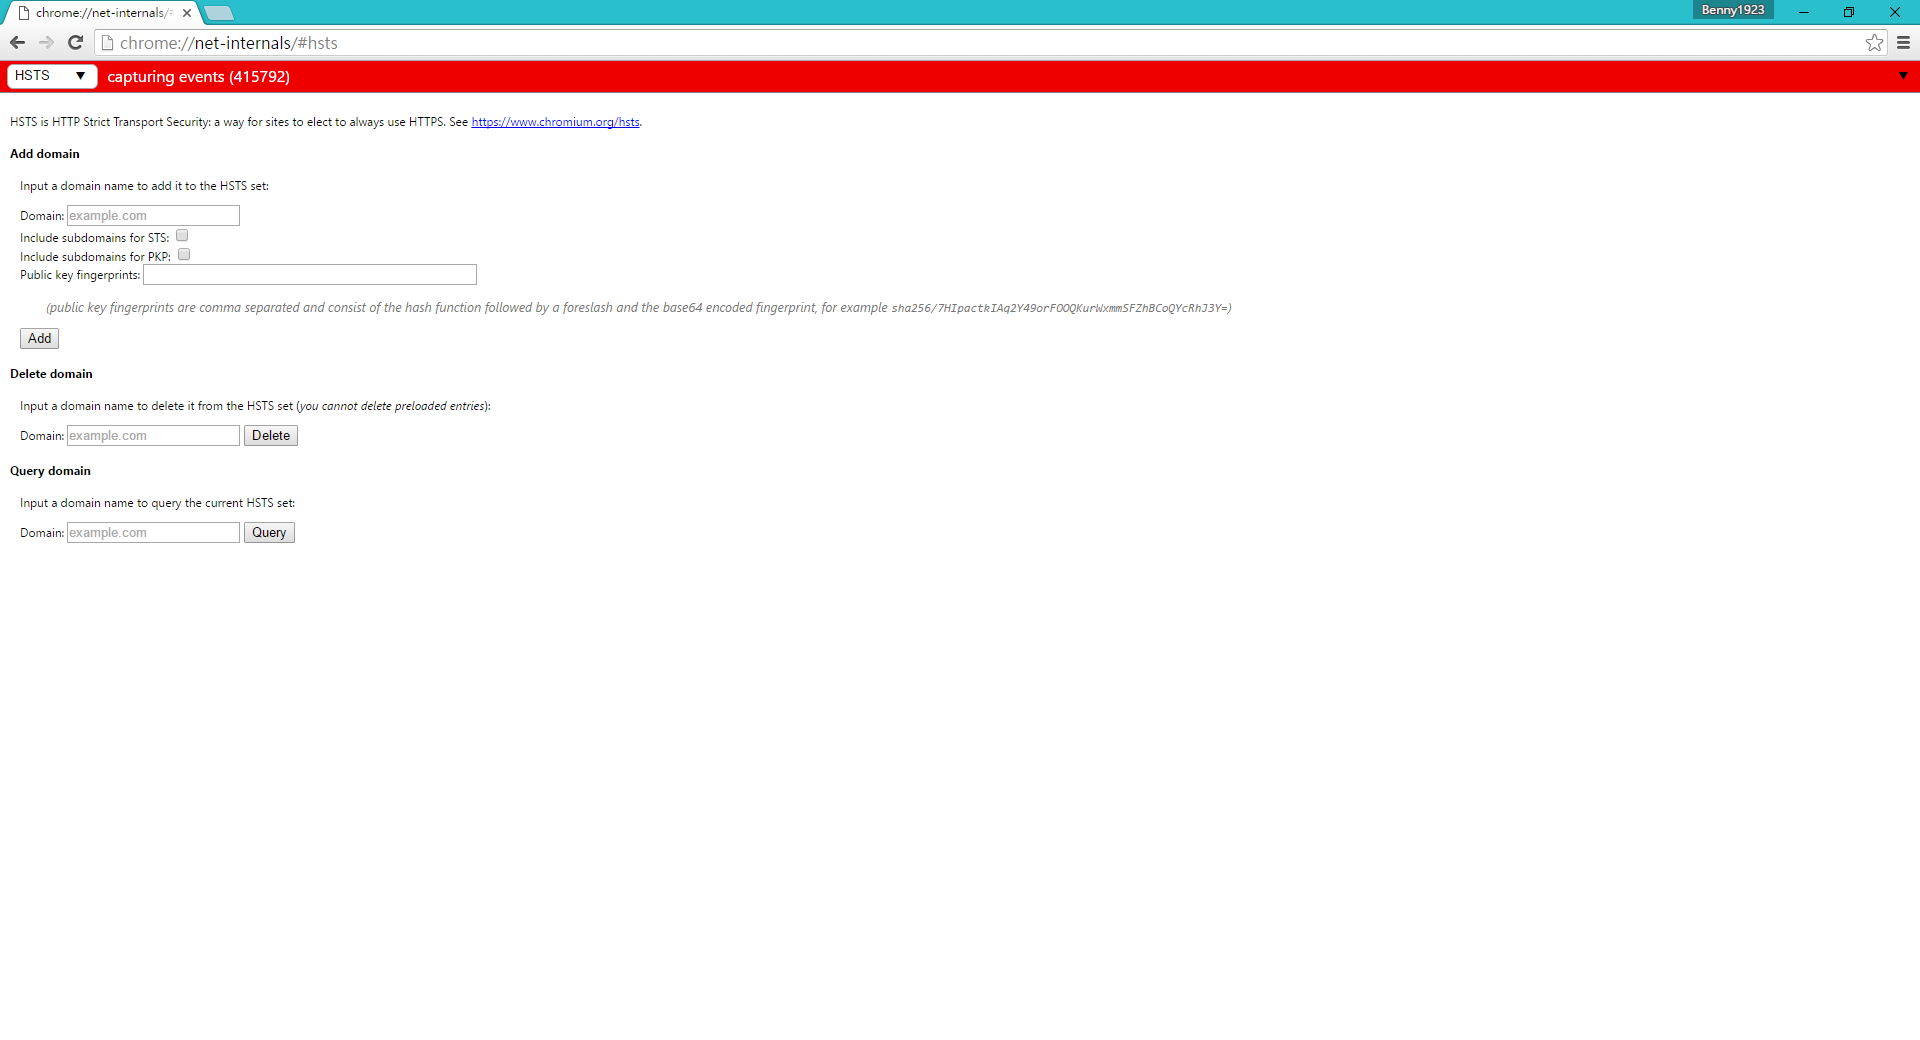 chrome://net-internals/#
Benny1923
chrome://net-internals/#hsts
HSTS ▼ capturing events (415792) ▼
HSTS is HTTP Strict Transport Security: a way for sites to elect to always use HTTPS. See https://www.chromium.org/hsts.
Add domain
Input a domain name to add it to the HSTS set:
Domain: example.com
Include subdomains for STS:
Include subdomains for PKP:
Public key fingerprints:
(public key fingerprints are comma separated and consist of the hash function followed by a foreslash and the base64 encoded fingerprint, for example sha256/7HIpactkIAq2Y49orFOOQKurWxmmSFZhBCoQYcRhJ3Y=)
Add
Delete domain
Input a domain name to delete it from the HSTS set (you cannot delete preloaded entries):
Domain: example.com Delete
Query domain
Input a domain name to query the current HSTS set:
Domain: example.com Query